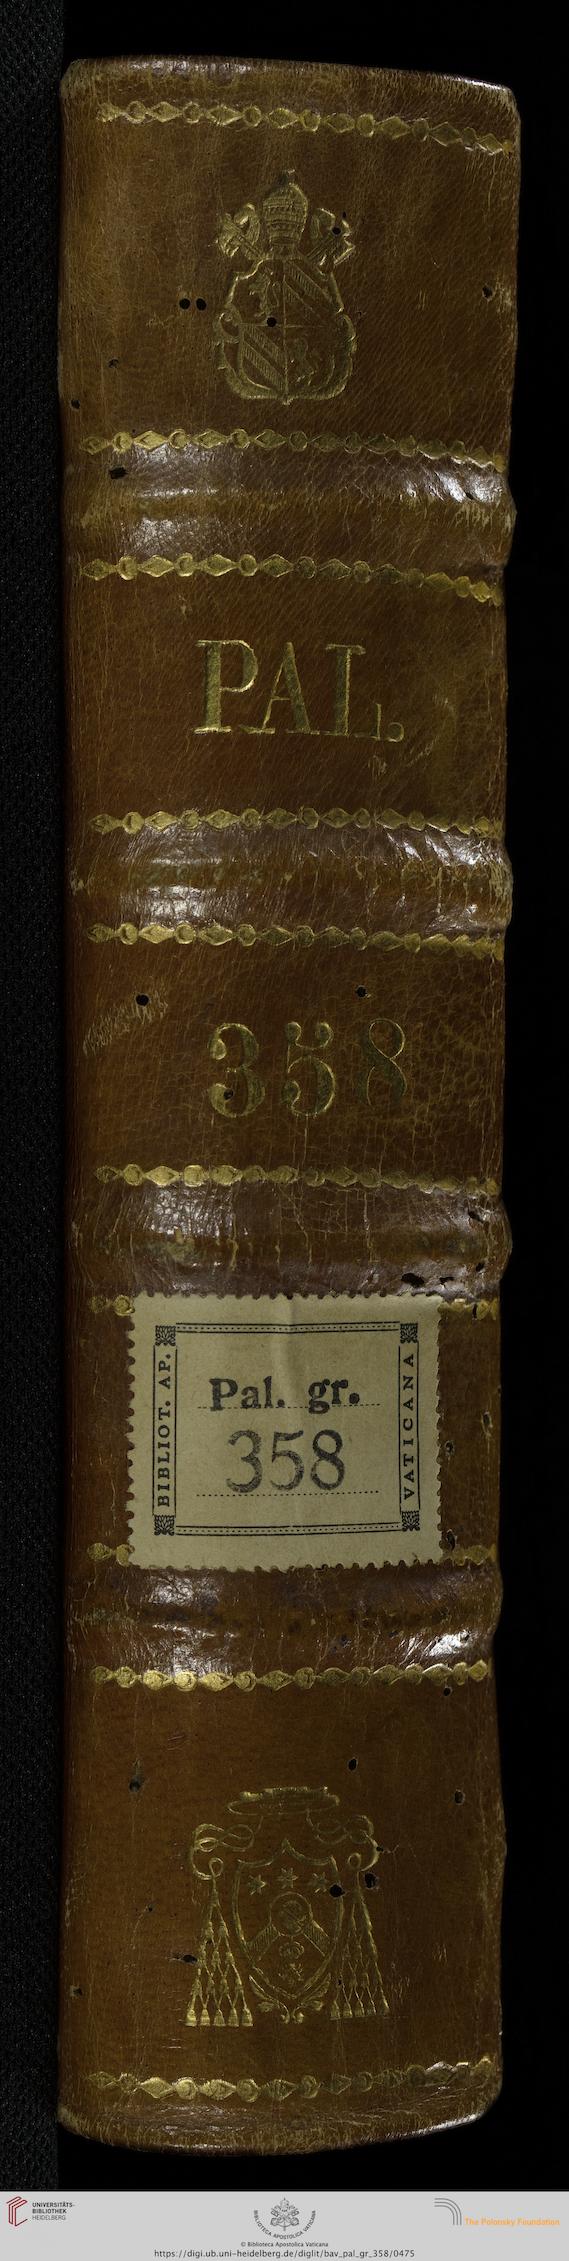 PAL.
358
BIBLIOT. AP.
Pal. gr.
358
VATICANA
UNIVERSITÄTS-
BIBLIOTHEK
HEIDELBERG
BIBLIOTECA APOSTOLICA VATICANA
The Polonsky Foundation
© Biblioteca Apostolica Vaticana
https://digi.ub.uni-heidelberg.de/diglit/bav_pal_gr_358/0475